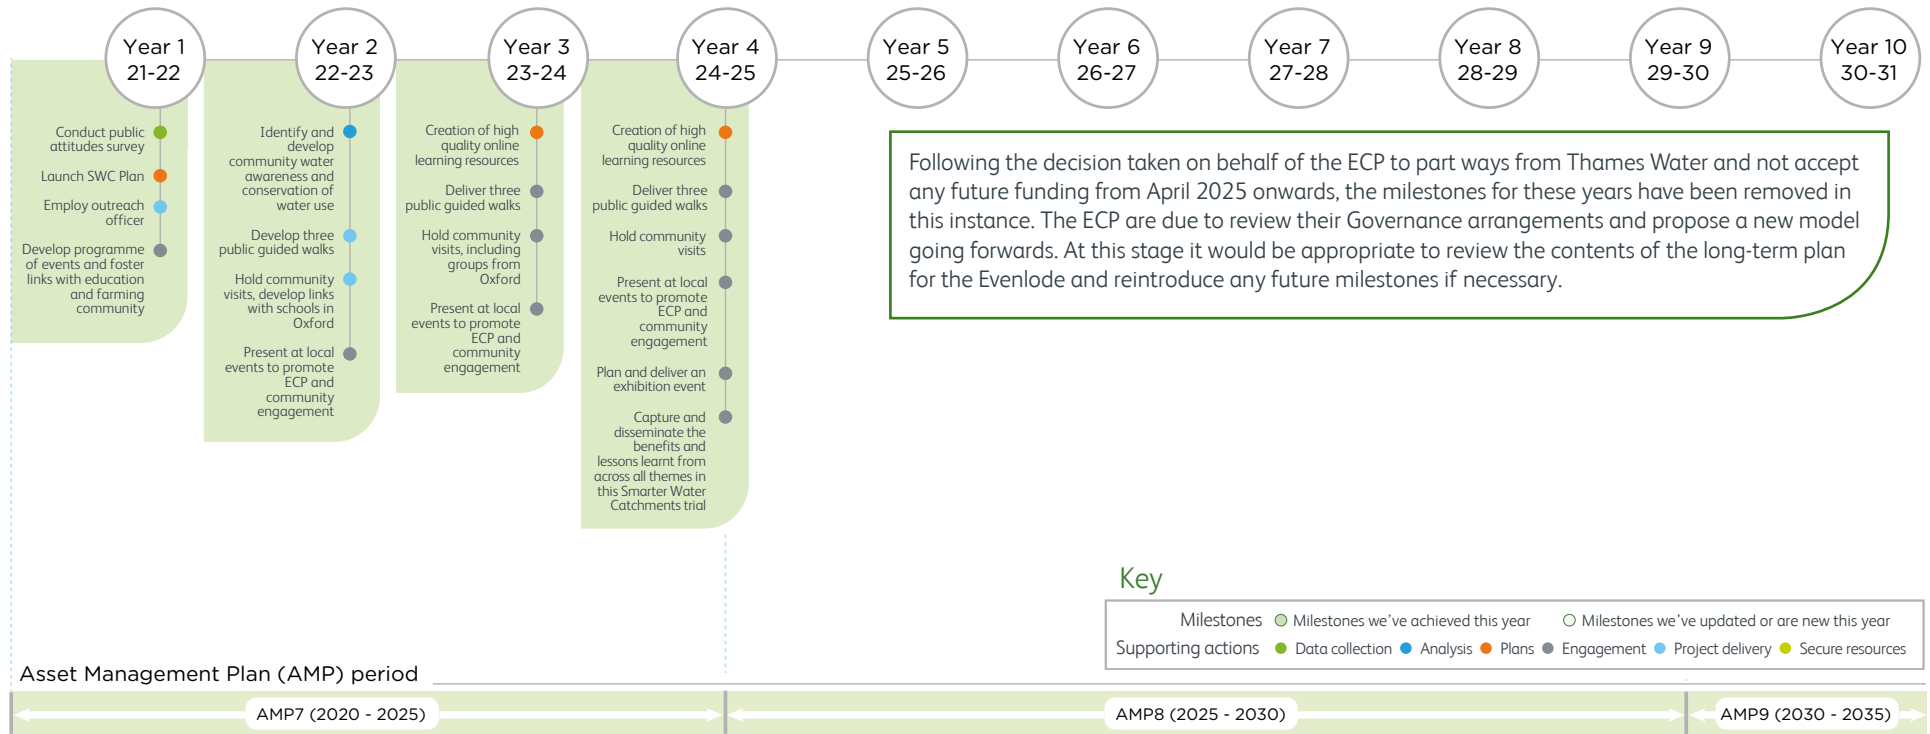 Year 1
21-22
Year 2
22-23
Year 3
23-24
Year 4
24-25
Year 5
25-26
Year 6
26-27
Year 7
27-28
Year 8
28-29
Year 9
29-30
Year 10
30-31
Conduct public
attitudes survey
Launch SWC Plan
Employ outreach
officer
Develop programme
of events and foster
links with education
and farming
community
Identify and
develop
community water
awareness and
conservation of
water use
Develop three
public guided walks
Hold community
visits, develop links
with schools in
Oxford
Present at local
events to promote
ECP and
community
engagement
Creation of high
quality online
learning resources
Deliver three
public guided walks
Hold community
visits, including
groups from
Oxford
Present at local
events to promote
ECP and
community
engagement
Creation of high
quality online
learning resources
Deliver three
public guided walks
Hold community
visits
Present at local
events to promote
ECP and
community
engagement
Plan and deliver an
exhibition event
Capture and
disseminate the
benefits and
lessons learnt from
across all themes in
this Smarter Water
Catchments trial
Following the decision taken on behalf of the ECP to part ways from Thames Water and not accept
any future funding from April 2025 onwards, the milestones for these years have been removed in
this instance. The ECP are due to review their Governance arrangements and propose a new model
going forwards. At this stage it would be appropriate to review the contents of the long-term plan
for the Evenlode and reintroduce any future milestones if necessary.
Key
Milestones Milestones we've achieved this year Milestones we've updated or are new this year
Supporting actions Data collection Analysis Plans Engagement Project delivery Secure resources
Asset Management Plan (AMP) period
AMP7 (2020 - 2025)
AMP8 (2025 - 2030)
AMP9 (2030 - 2035)